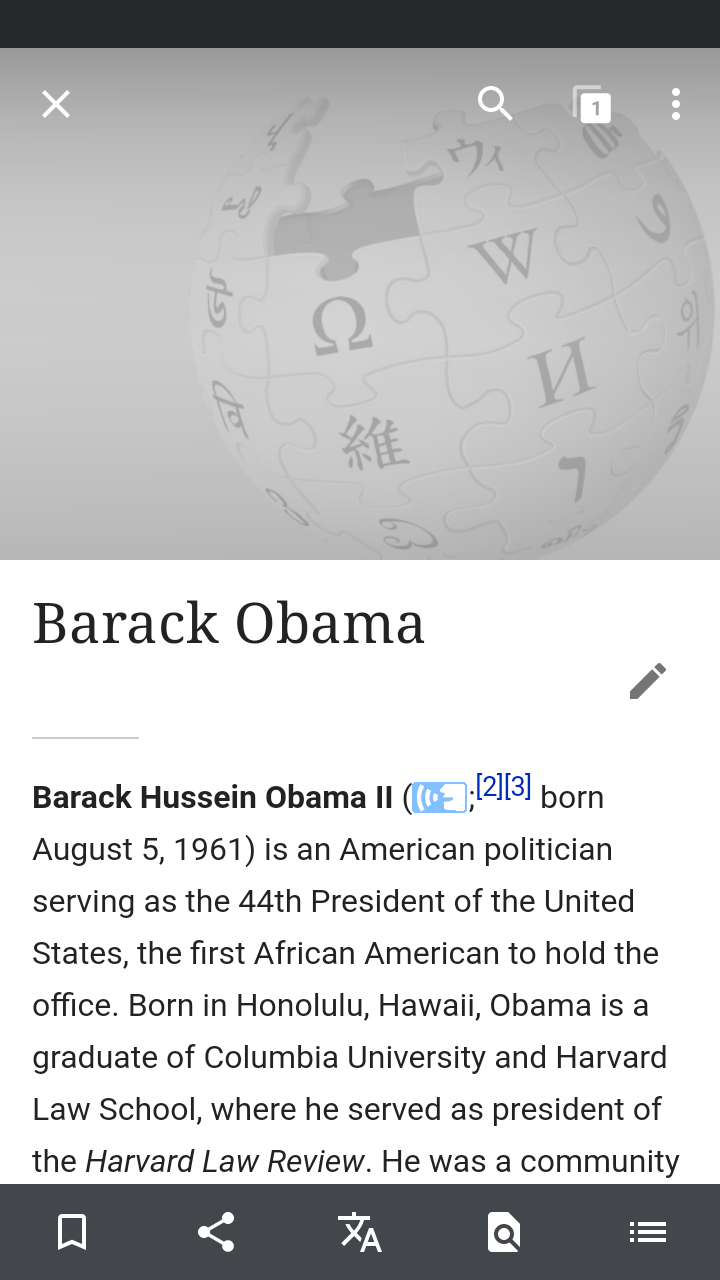 1
ウィ
W
Ω
И
維
ר
Barack Obama
Barack Hussein Obama II (;[2][3] born
August 5, 1961) is an American politician
serving as the 44th President of the United
States, the first African American to hold the
office. Born in Honolulu, Hawaii, Obama is a
graduate of Columbia University and Harvard
Law School, where he served as president of
the Harvard Law Review. He was a community